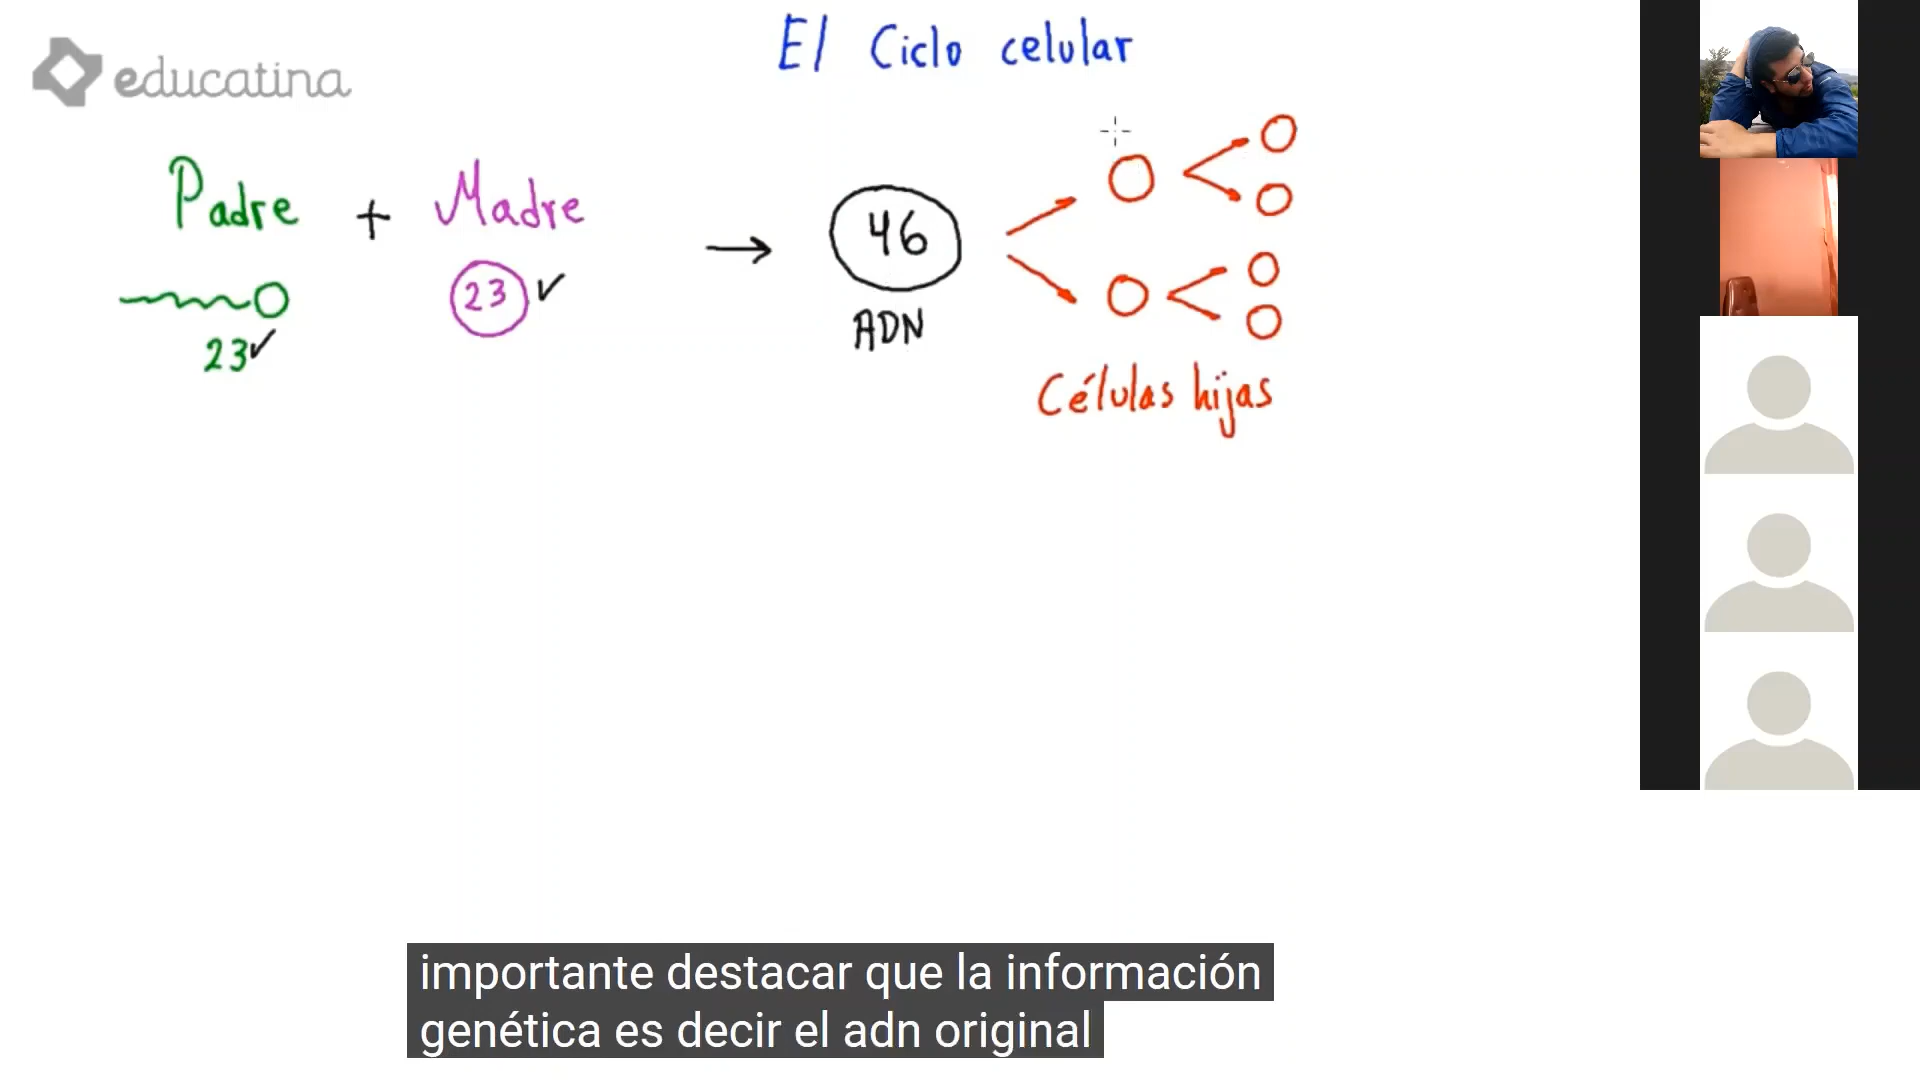 El Ciclo celular
educatina
Padre + Madre → 46
23✓
23✓
ADN
Células hijas
importante destacar que la información
genética es decir el adn original